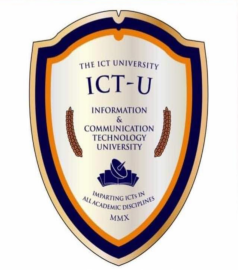 THE ICT UNIVERSITY
ICT-U
INFORMATION
&
COMMUNICATION
TECHNOLOGY
UNIVERSITY
IMPARTING ICTs IN
ALL ACADEMIC DISCIPLINES
MMX